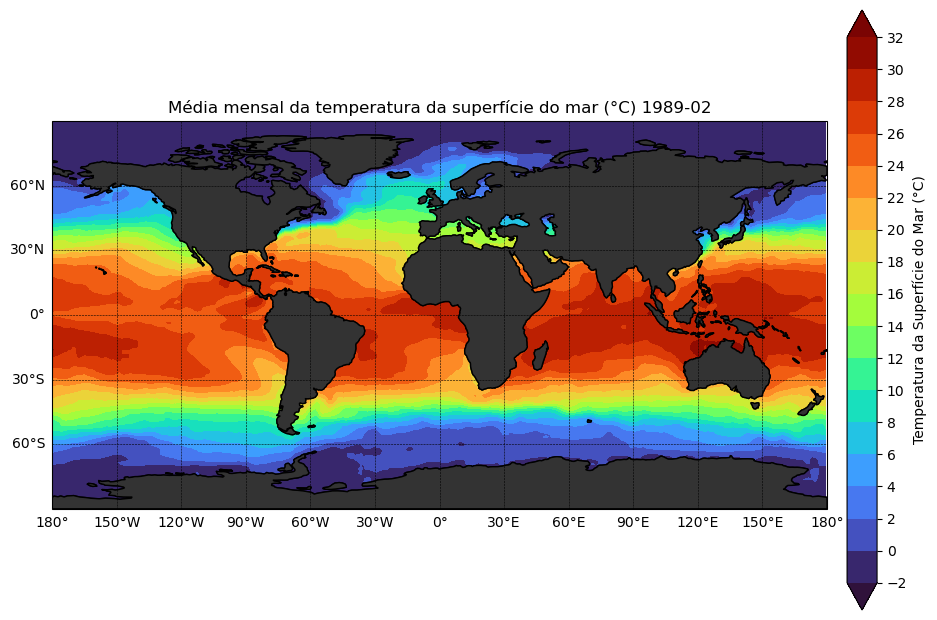 Média mensal da temperatura da superfície do mar (°C) 1989-02
60°N
30°N
0°
30°S
60°S
180° 150°W 120°W 90°W 60°W 30°W 0° 30°E 60°E 90°E 120°E 150°E 180°
32
30
28
26
24
22
20
18
16
14
12
10
8
6
4
2
0
−2
Temperatura da Superfície do Mar (°C)